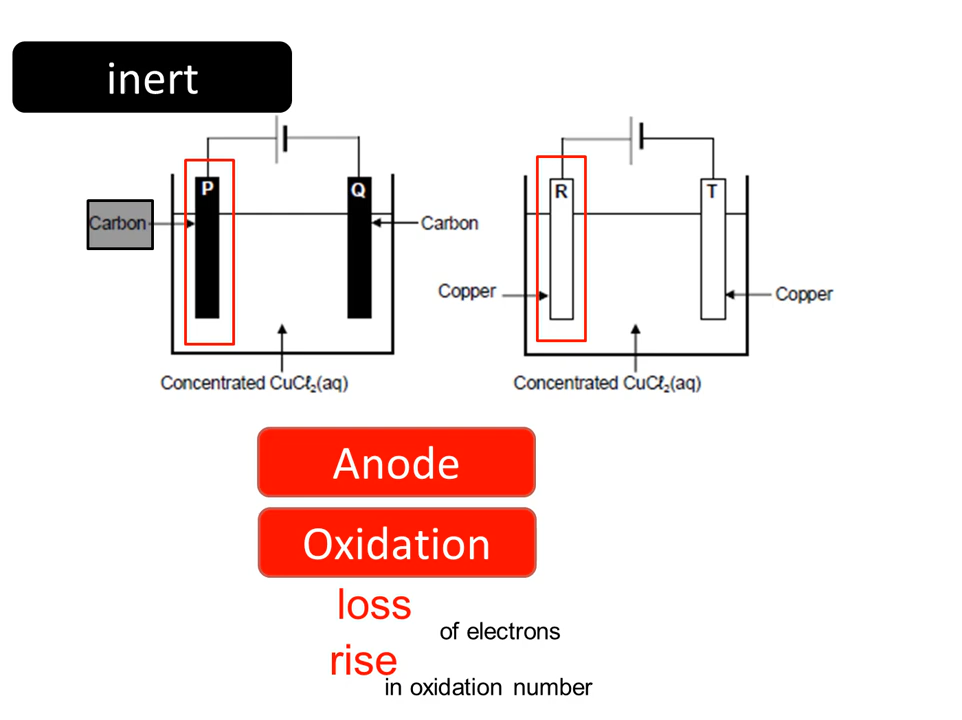 inert
P
Q
R
T
Carbon
Carbon
Copper
Copper
Concentrated CuCℓ₂(aq)
Concentrated CuCℓ₂(aq)
Anode
Oxidation
loss
of electrons
rise
in oxidation number